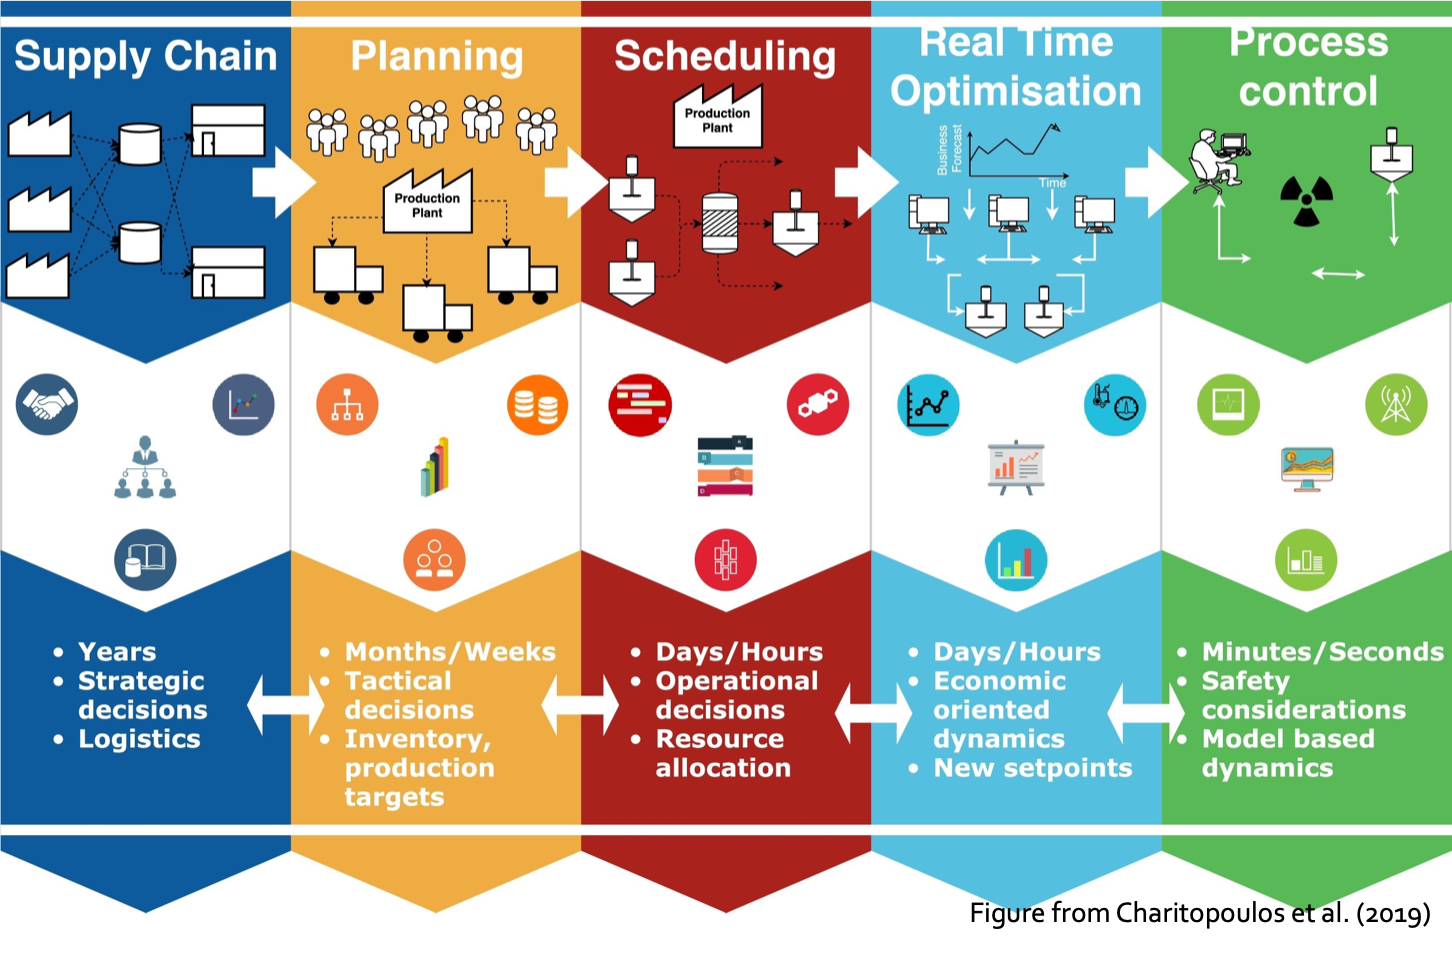 Supply Chain
Planning
Scheduling
Real Time
Optimisation
Process
control
Production
Plant
Production
Plant
Business
Forecast
Time
A
B
C
D
• Years
• Strategic
decisions
• Logistics
• Months/Weeks
• Tactical
decisions
• Inventory,
production
targets
• Days/Hours
• Operational
decisions
• Resource
allocation
• Days/Hours
• Economic
oriented
dynamics
• New setpoints
• Minutes/Seconds
• Safety
considerations
• Model based
dynamics
Figure from Charitopoulos et al. (2019)